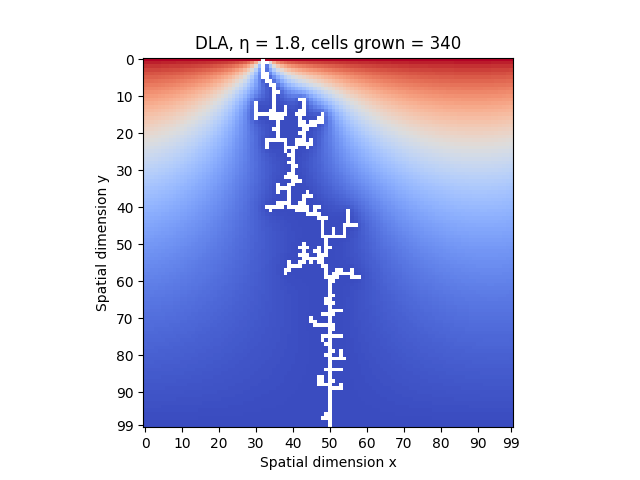 DLA, η = 1.8, cells grown = 340
0
10
20
30
40
50
60
70
80
90
99
Spatial dimension y
0 10 20 30 40 50 60 70 80 90 99
Spatial dimension x